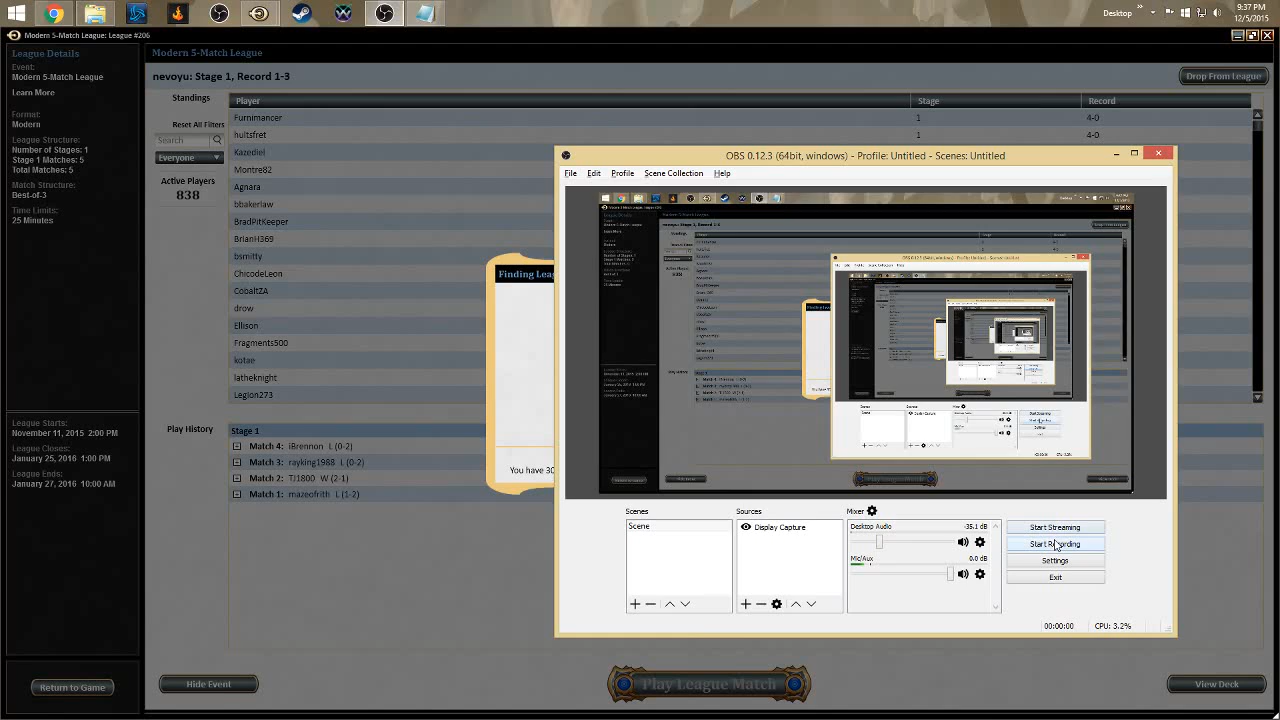 Desktop
9:37 PM
12/5/2015
Modern 5-Match League: League #206
League Details
Event:
Modern 5-Match League
Learn More
Format:
Modern
League Structure:
Number of Stages: 1
Stage 1 Matches: 5
Total Matches: 5
Match Structure:
Best-of-3
Time Limits:
25 Minutes
League Starts:
November 11, 2015 2:00 PM
League Closes:
January 25, 2016 1:00 PM
League Ends:
January 27, 2016 10:00 AM
Return to Game
Modern 5-Match League
nevoyu: Stage 1, Record 1-3
Drop From League
Standings
Reset All Filters
Search
Everyone
Active Players
838
Player Stage Record
Furnimancer 1 4-0
hultsfret 1 4-0
Kazediel
Montre82
Agnara
bbakerlaw
BradPitKeeper
BrianH369
bsmitty
ChocodeLeon
CobaltZA
drow
Ellison
Fragments500
kotae
latheknight
Legion273
Finding Lea
You have 30
Play History
Stage 1
Match 4: iBrennon L (0-2)
Match 3: rayking1988 L (0-2)
Match 2: TJ1800 W (2-1)
Match 1: mazeofrith L (1-2)
Hide Event
Play League Match
View Deck
OBS 0.12.3 (64bit, windows) - Profile: Untitled - Scenes: Untitled
File Edit Profile Scene Collection Help
Scenes
Scene
Sources
Display Capture
Mixer
Desktop Audio -35.1 dB
Mic/Aux 0.0 dB
Start Streaming
Start Recording
Settings
Exit
00:00:00 CPU: 3.2%